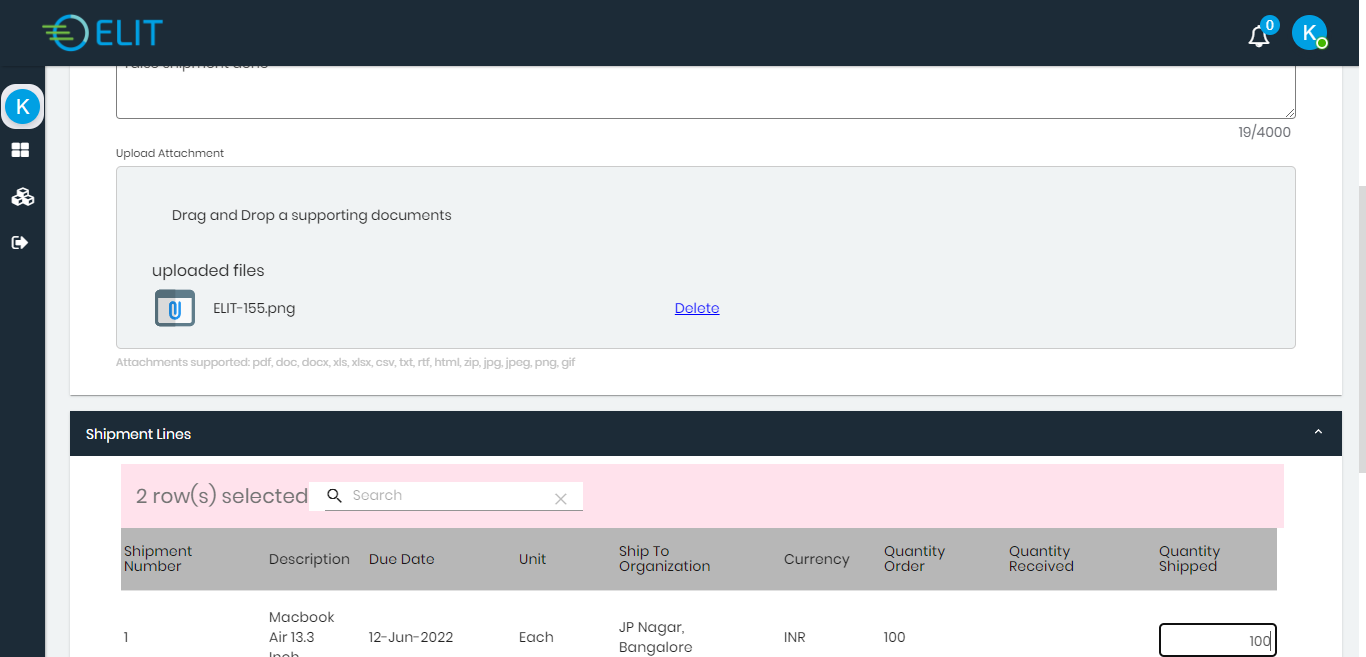 ELIT
0
K
K
19/4000
Upload Attachment
Drag and Drop a supporting documents
uploaded files
ELIT-155.png
Delete
Attachments supported: pdf, doc, docx, xls, xlsx, csv, txt, rtf, html, zip, jpg, jpeg, png, gif
Shipment Lines
2 row(s) selected
Search
Shipment Number
Description
Due Date
Unit
Ship To Organization
Currency
Quantity Order
Quantity Received
Quantity Shipped
1
Macbook
Air 13.3
12-Jun-2022
Each
JP Nagar,
Bangalore
INR
100
100